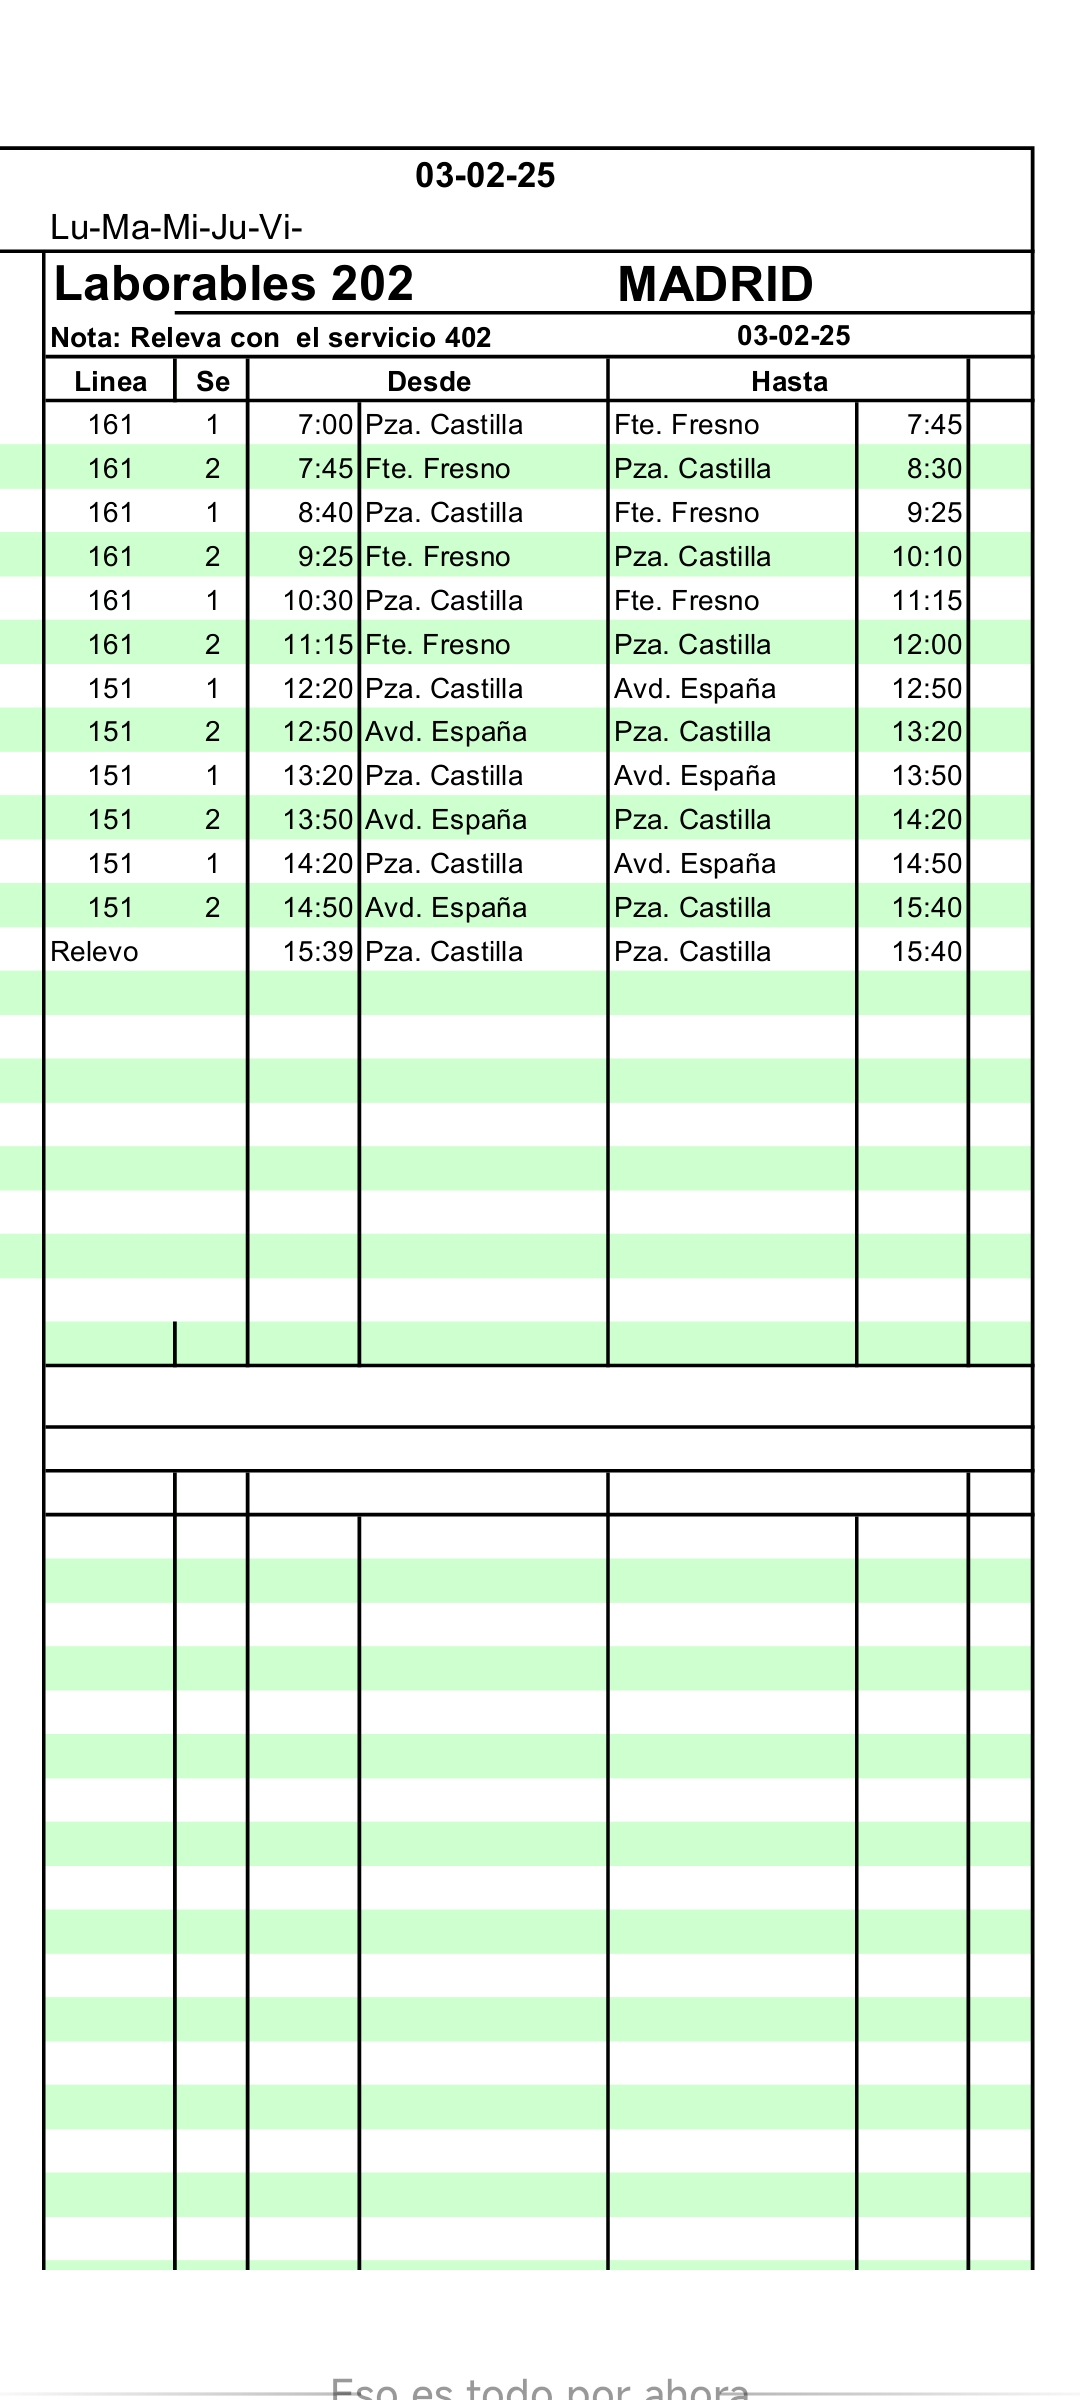 03-02-25
Lu-Ma-Mi-Ju-Vi-
Laborables 202 MADRID
Nota: Releva con  el servicio 402 03-02-25
Linea Se Desde Hasta
161 1 7:00 Pza. Castilla Fte. Fresno 7:45
161 2 7:45 Fte. Fresno Pza. Castilla 8:30
161 1 8:40 Pza. Castilla Fte. Fresno 9:25
161 2 9:25 Fte. Fresno Pza. Castilla 10:10
161 1 10:30 Pza. Castilla Fte. Fresno 11:15
161 2 11:15 Fte. Fresno Pza. Castilla 12:00
151 1 12:20 Pza. Castilla Avd. España 12:50
151 2 12:50 Avd. España Pza. Castilla 13:20
151 1 13:20 Pza. Castilla Avd. España 13:50
151 2 13:50 Avd. España Pza. Castilla 14:20
151 1 14:20 Pza. Castilla Avd. España 14:50
151 2 14:50 Avd. España Pza. Castilla 15:40
Relevo 15:39 Pza. Castilla Pza. Castilla 15:40
Eso es todo por ahora